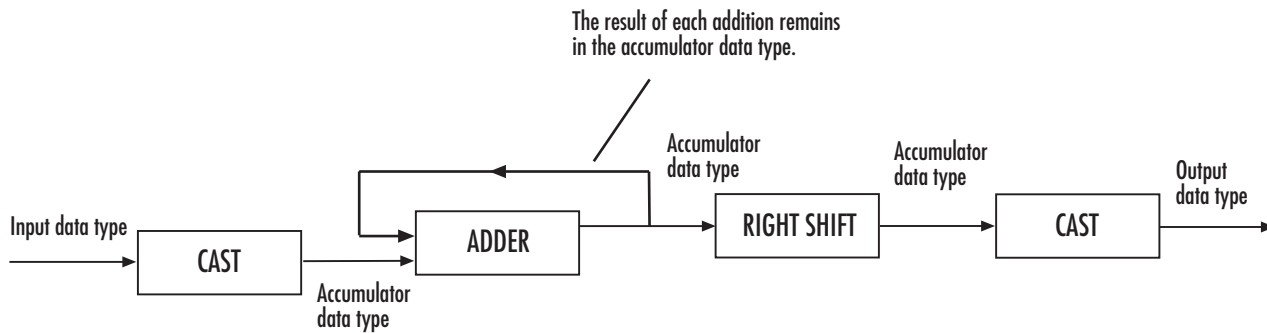 The result of each addition remains
in the accumulator data type.
Accumulator
data type
Accumulator
data type
Output
data type
Input data type
CAST
ADDER
RIGHT SHIFT
CAST
Accumulator
data type